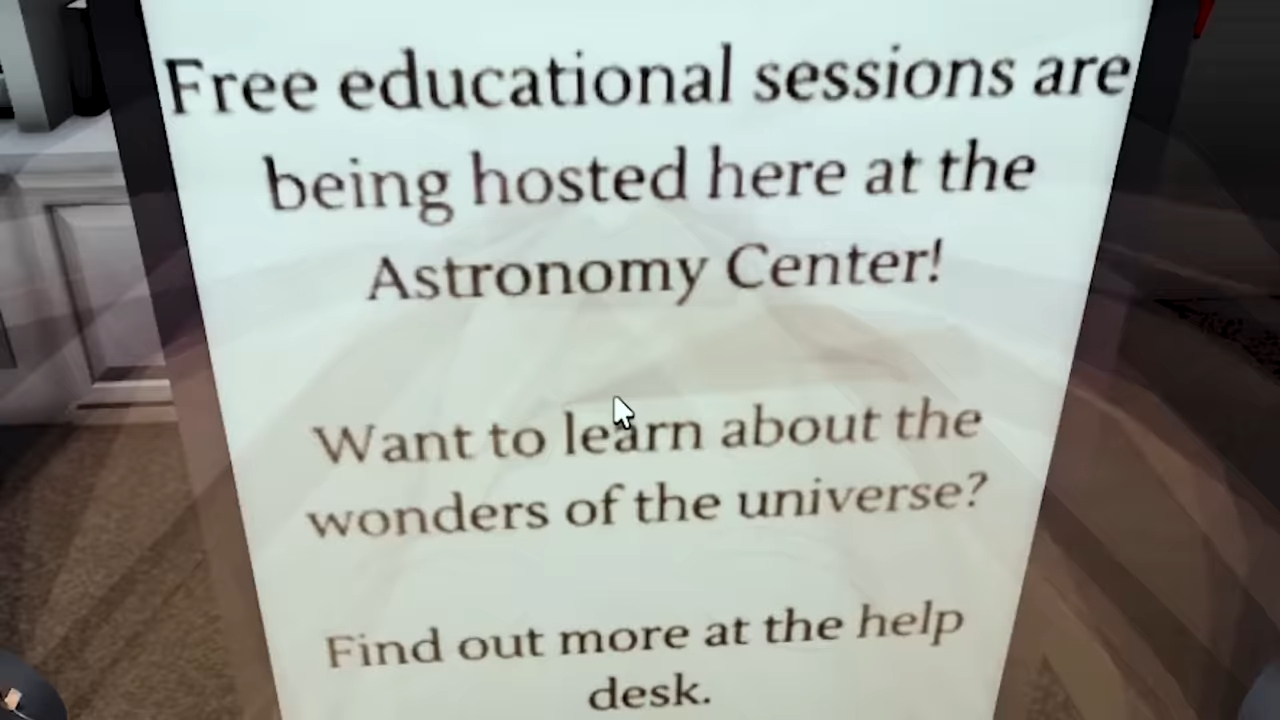 Free educational sessions are
being hosted here at the
Astronomy Center!
Want to learn about the
wonders of the universe?
Find out more at the help
desk.